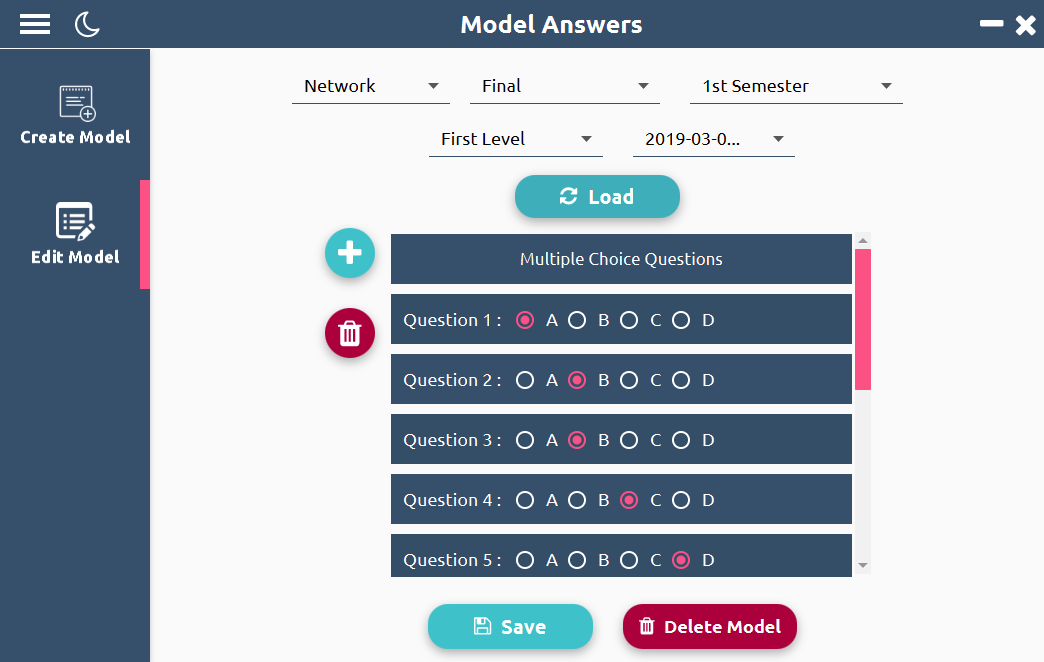 Model Answers
Create Model
Edit Model
Network Final 1st Semester
First Level 2019-03-0...
Load
Multiple Choice Questions
Question 1 : A B C D
Question 2 : A B C D
Question 3 : A B C D
Question 4 : A B C D
Question 5 : A B C D
Save Delete Model